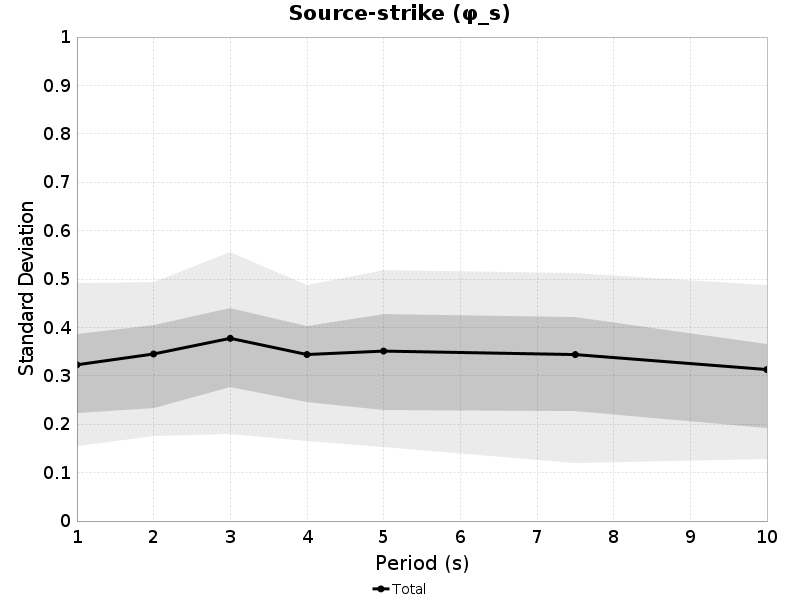 Source-strike (φ_s)
1
0.9
0.8
0.7
0.6
0.5
0.4
0.3
0.2
0.1
0
Standard Deviation
1 2 3 4 5 6 7 8 9 10
Period (s)
Total